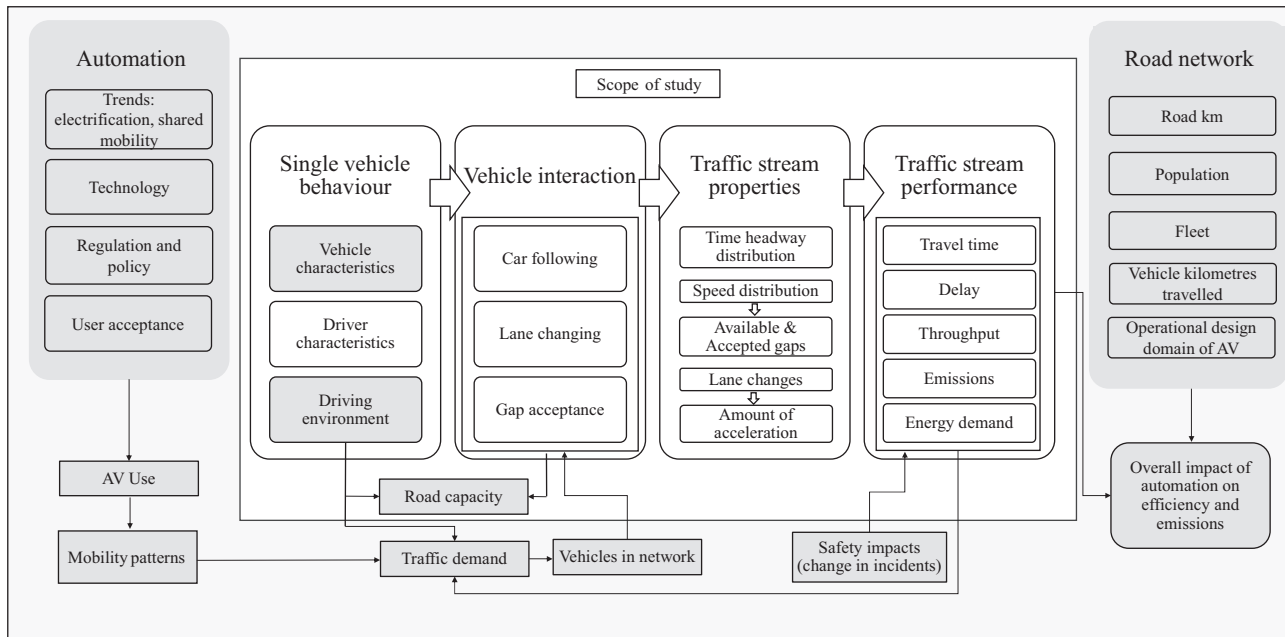 Automation
Trends:
electrification, shared
mobility
Technology
Regulation and
policy
User acceptance
AV Use
Mobility patterns
Scope of study
Single vehicle
behaviour
Vehicle
characteristics
Driver
characteristics
Driving
environment
Vehicle interaction
Car following
Lane changing
Gap acceptance
Traffic stream
properties
Time headway
distribution
Speed distribution
Available &
Accepted gaps
Lane changes
Amount of
acceleration
Traffic stream
performance
Travel time
Delay
Throughput
Emissions
Energy demand
Road capacity
Traffic demand
Vehicles in network
Safety impacts
(change in incidents)
Road network
Road km
Population
Fleet
Vehicle kilometres
travelled
Operational design
domain of AV
Overall impact of
automation on
efficiency and
emissions